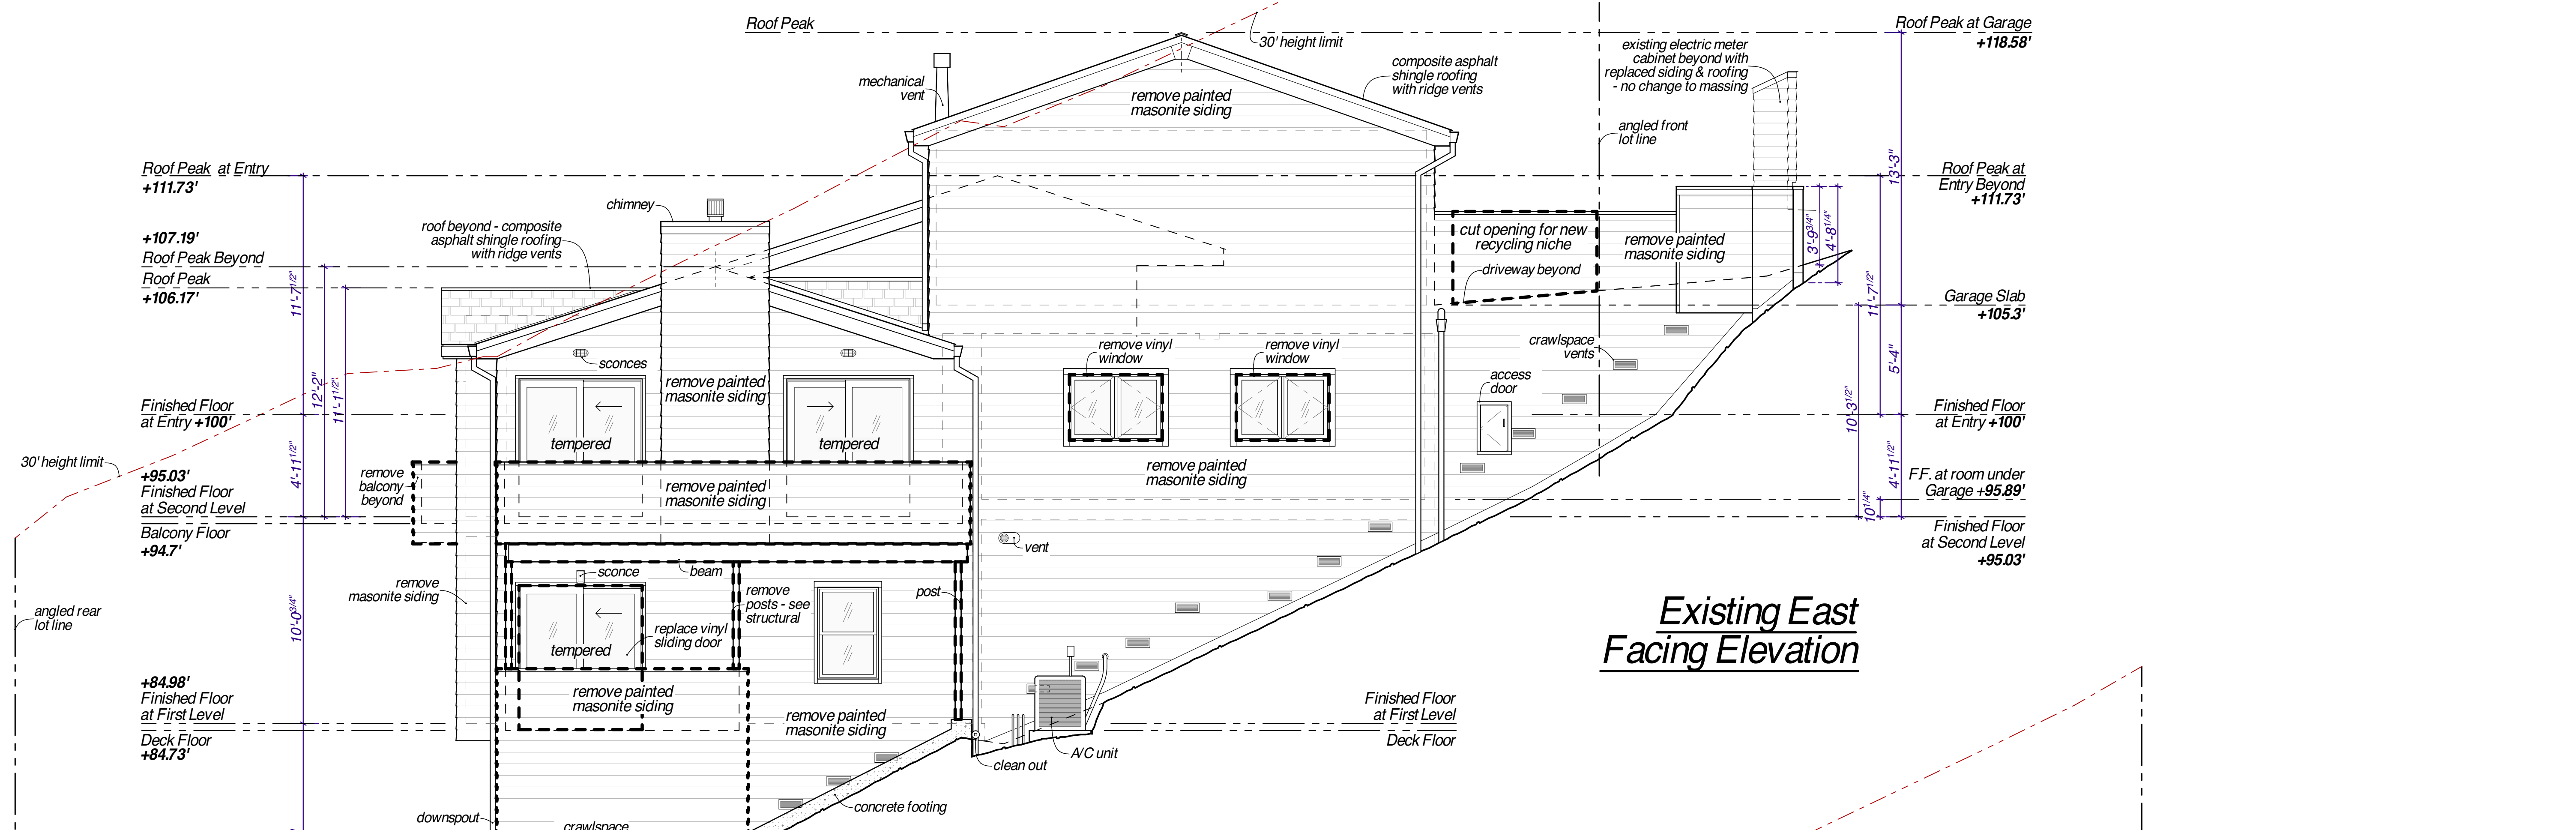 Roof Peak
30' height limit
Roof Peak at Garage
+118.58'
mechanical
vent
remove painted
masonite siding
composite asphalt
shingle roofing
with ridge vents
existing electric meter
cabinet beyond with
replaced siding & roofing
- no change to massing
angled front
lot line
13'-3"
Roof Peak at Entry
+111.73'
Roof Peak at
Entry Beyond
+111.73'
chimney
roof beyond - composite
asphalt shingle roofing
with ridge vents
+107.19'
Roof Peak Beyond
Roof Peak
+106.17'
11'-7 1/2"
cut opening for new
recycling niche
driveway beyond
remove painted
masonite siding
3'-9 3/4"
4'-8 1/4"
11'-7 1/2"
Garage Slab
+105.3'
sconces
remove painted
masonite siding
remove vinyl
window
remove vinyl
window
crawlspace
vents
access
door
5'-4"
12'-2"
11'-1 1/2"
Finished Floor
at Entry +100'
tempered
tempered
10'-3 1/2"
Finished Floor
at Entry +100'
30' height limit
+95.03'
Finished Floor
at Second Level
Balcony Floor
+94.7'
4'-11 1/2"
remove
balcony
beyond
remove painted
masonite siding
remove painted
masonite siding
4'-11 1/2"
10 1/4"
F.F. at room under
Garage +95.89'
Finished Floor
at Second Level
+95.03'
vent
remove
masonite siding
sconce
beam
remove
posts - see
structural
post
angled rear
lot line
10'-0 3/4"
replace vinyl
sliding door
tempered
Existing East
Facing Elevation
+84.98'
Finished Floor
at First Level
Deck Floor
+84.73'
remove painted
masonite siding
remove painted
masonite siding
Finished Floor
at First Level
Deck Floor
A/C unit
clean out
concrete footing
downspout
crawlspace